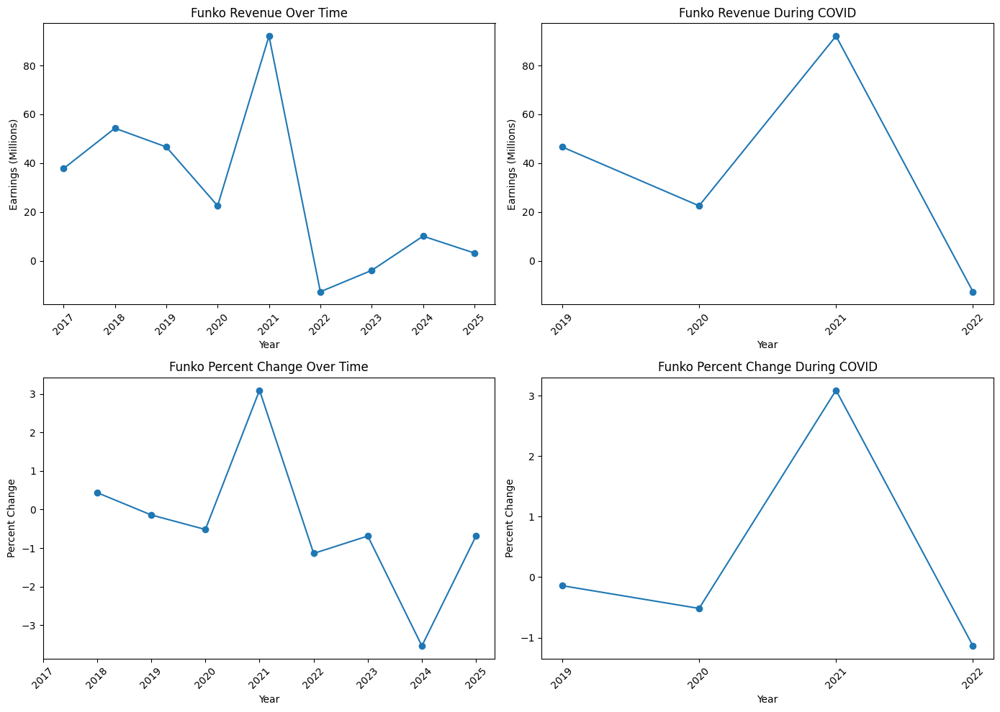 Funko Revenue Over Time
Earnings (Millions)
80
60
40
20
0
2017 2018 2019 2020 2021 2022 2023 2024 2025
Year
Funko Revenue During COVID
Earnings (Millions)
80
60
40
20
0
2019 2020 2021 2022
Year
Funko Percent Change Over Time
Percent Change
3
2
1
0
−1
−2
−3
2017 2018 2019 2020 2021 2022 2023 2024 2025
Year
Funko Percent Change During COVID
Percent Change
3
2
1
0
−1
2019 2020 2021 2022
Year